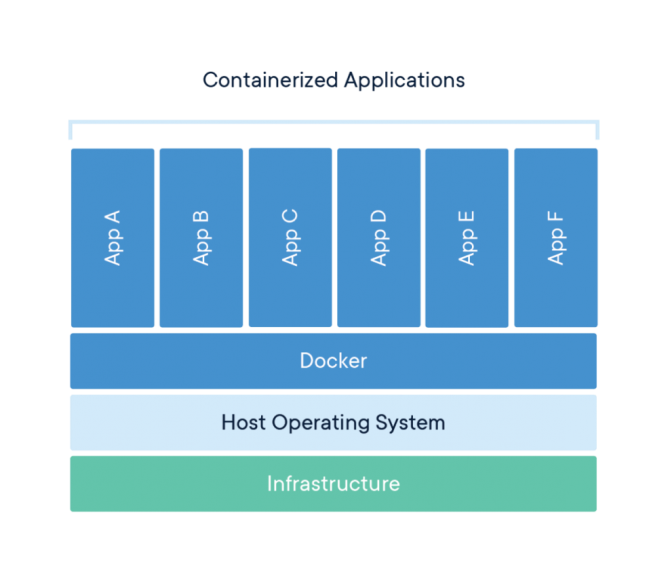 Containerized Applications
App A
App B
App C
App D
App E
App F
Docker
Host Operating System
Infrastructure